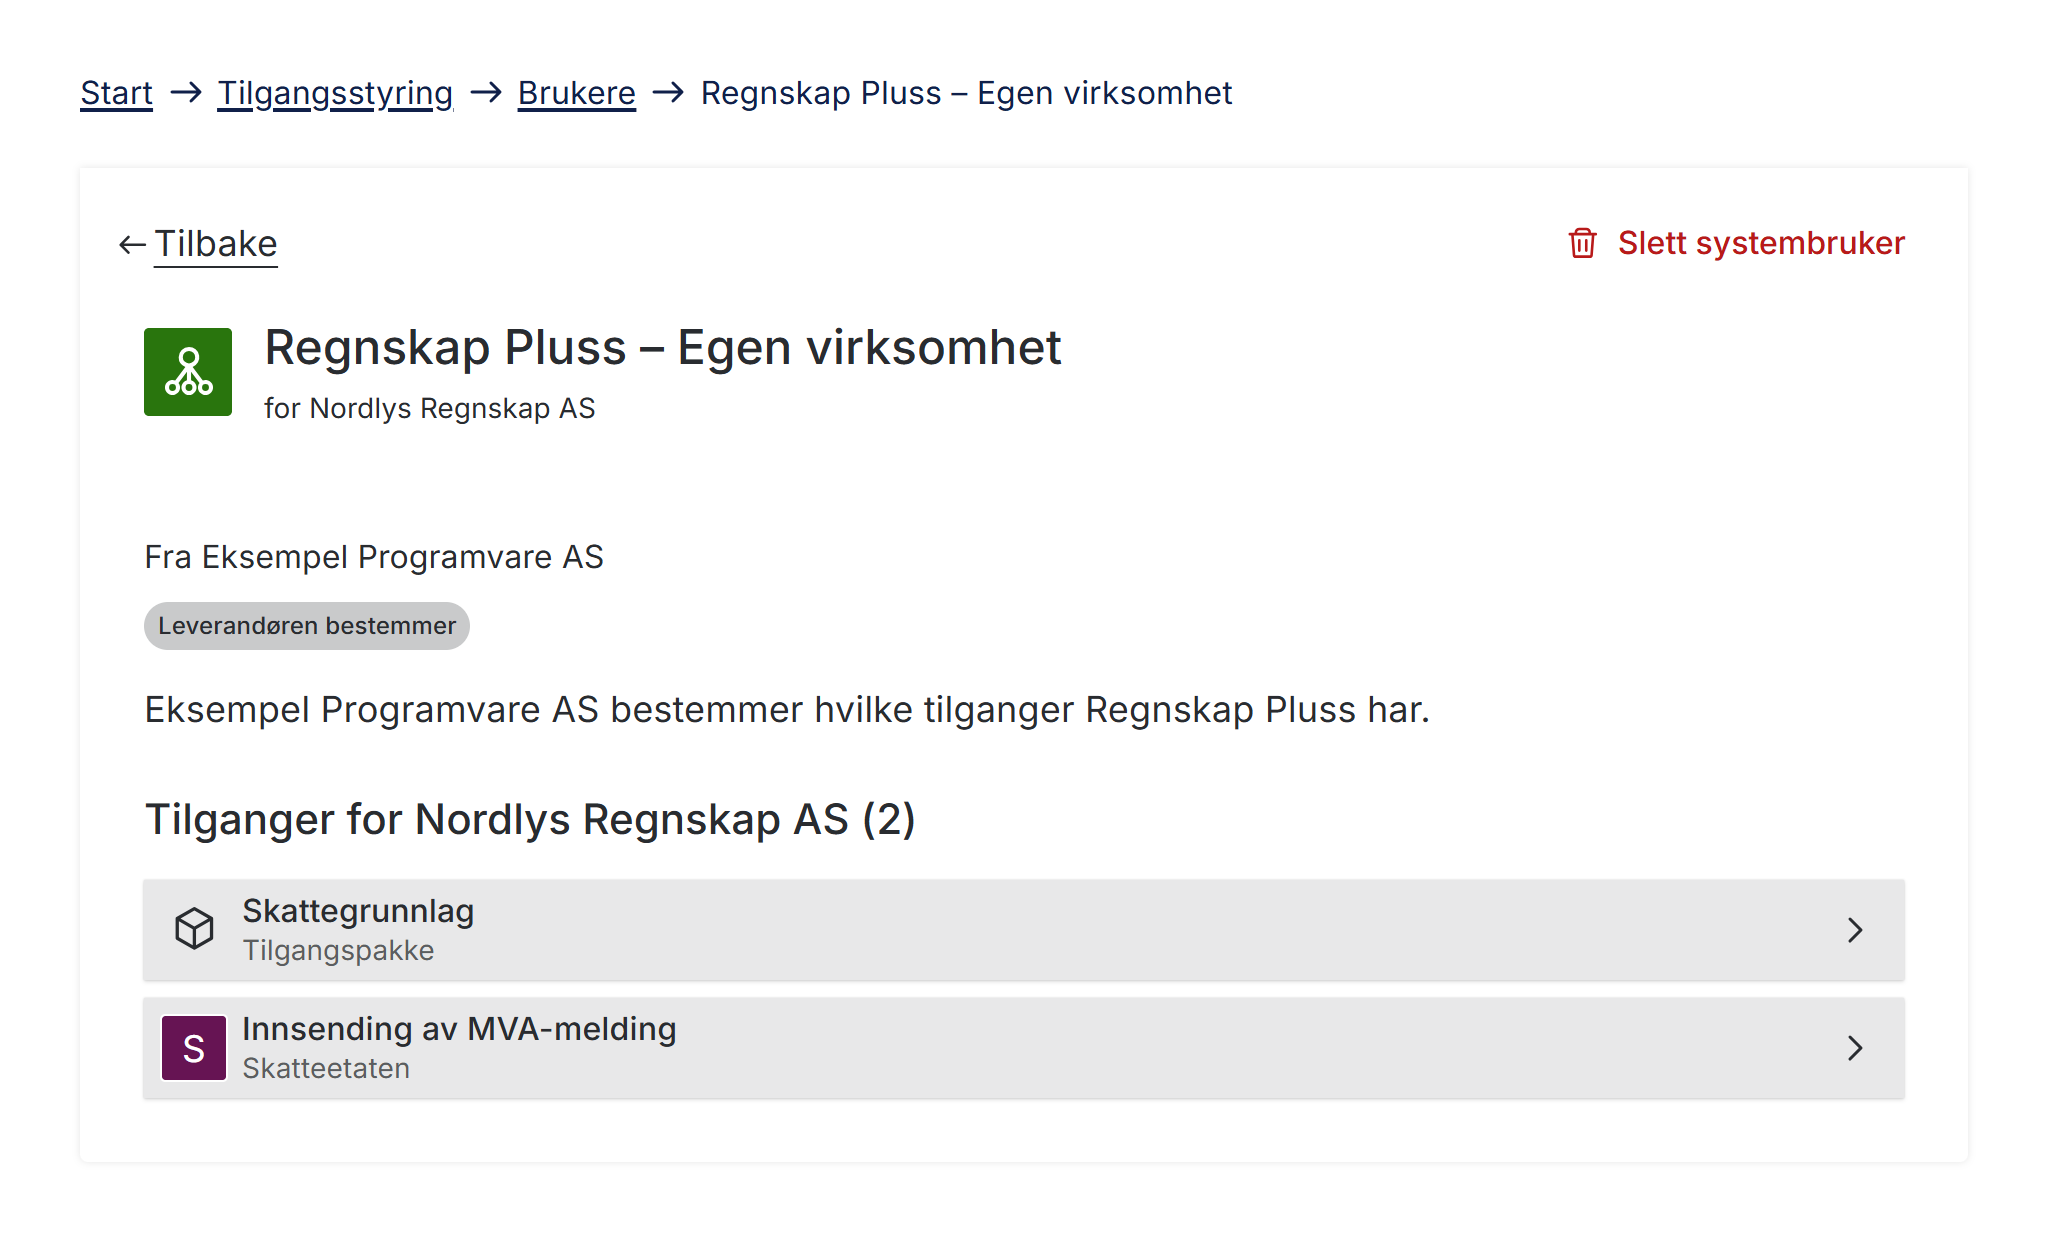 Start → Tilgangsstyring → Brukere → Regnskap Pluss – Egen virksomhet
← Tilbake
Slett systembruker
Regnskap Pluss – Egen virksomhet
for Nordlys Regnskap AS
Fra Eksempel Programvare AS
Leverandøren bestemmer
Eksempel Programvare AS bestemmer hvilke tilganger Regnskap Pluss har.
Tilganger for Nordlys Regnskap AS (2)
Skattegrunnlag
Tilgangspakke
S
Innsending av MVA-melding
Skatteetaten